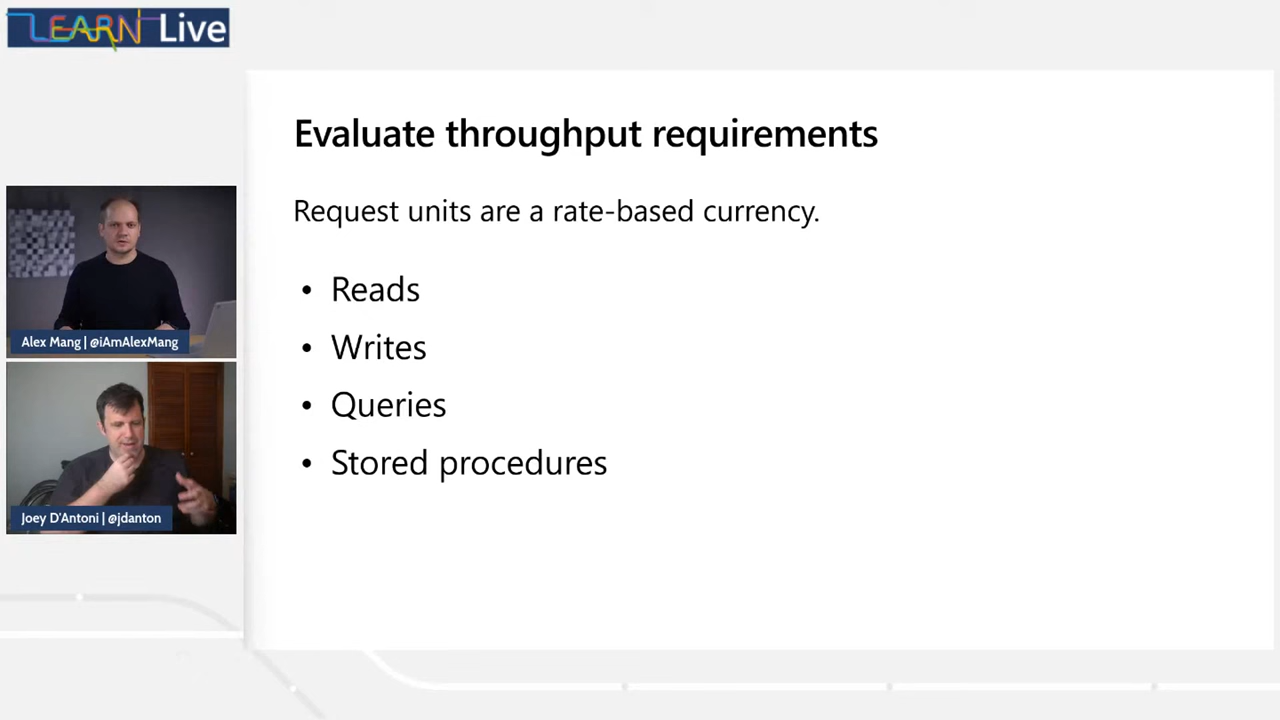 LEARN Live
Evaluate throughput requirements
Request units are a rate-based currency.
• Reads
• Writes
• Queries
• Stored procedures
Alex Mang | @iAmAlexMang
Joey D'Antoni | @jdanton